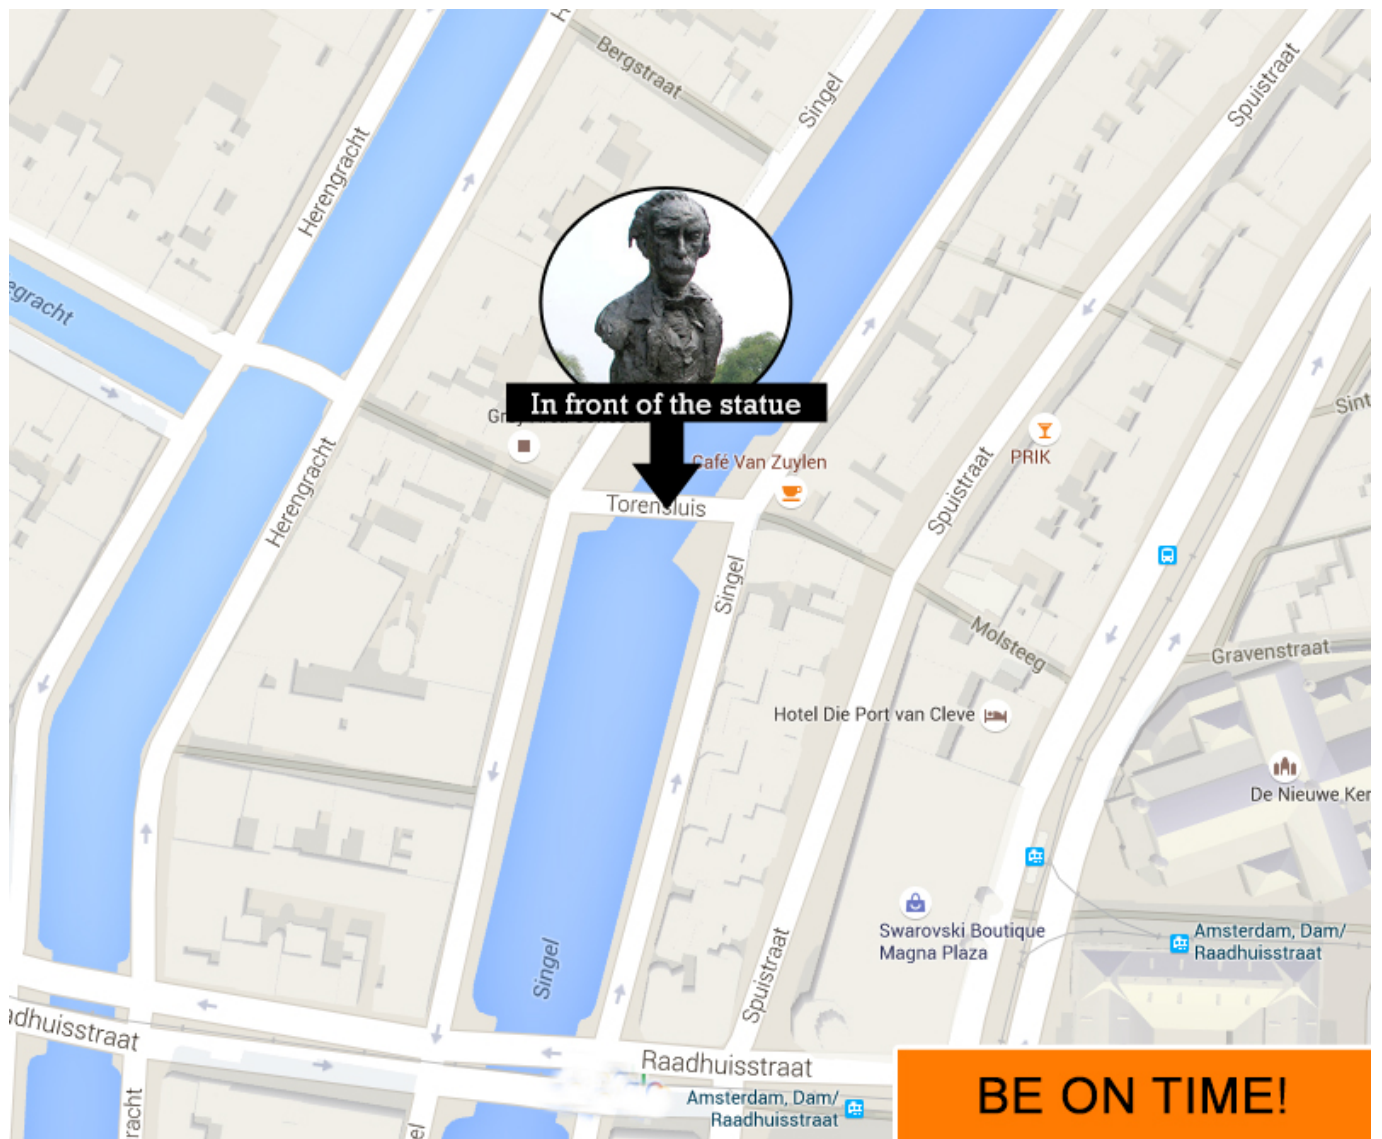 Bergstraat
Singel
Spuistraat
Herengracht
egracht
In front of the statue
Sint
Café Van Zuylen
PRIK
Herengracht
Spuistraat
Torensluis
Singel
Molsteeg
Gravenstraat
Hotel Die Port van Cleve
De Nieuwe Ker
Swarovski Boutique
Magna Plaza
Amsterdam, Dam/
Raadhuisstraat
Singel
Spuistraat
adhuisstraat
Raadhuisstraat
Amsterdam, Dam/
Raadhuisstraat
racht
el
BE ON TIME!